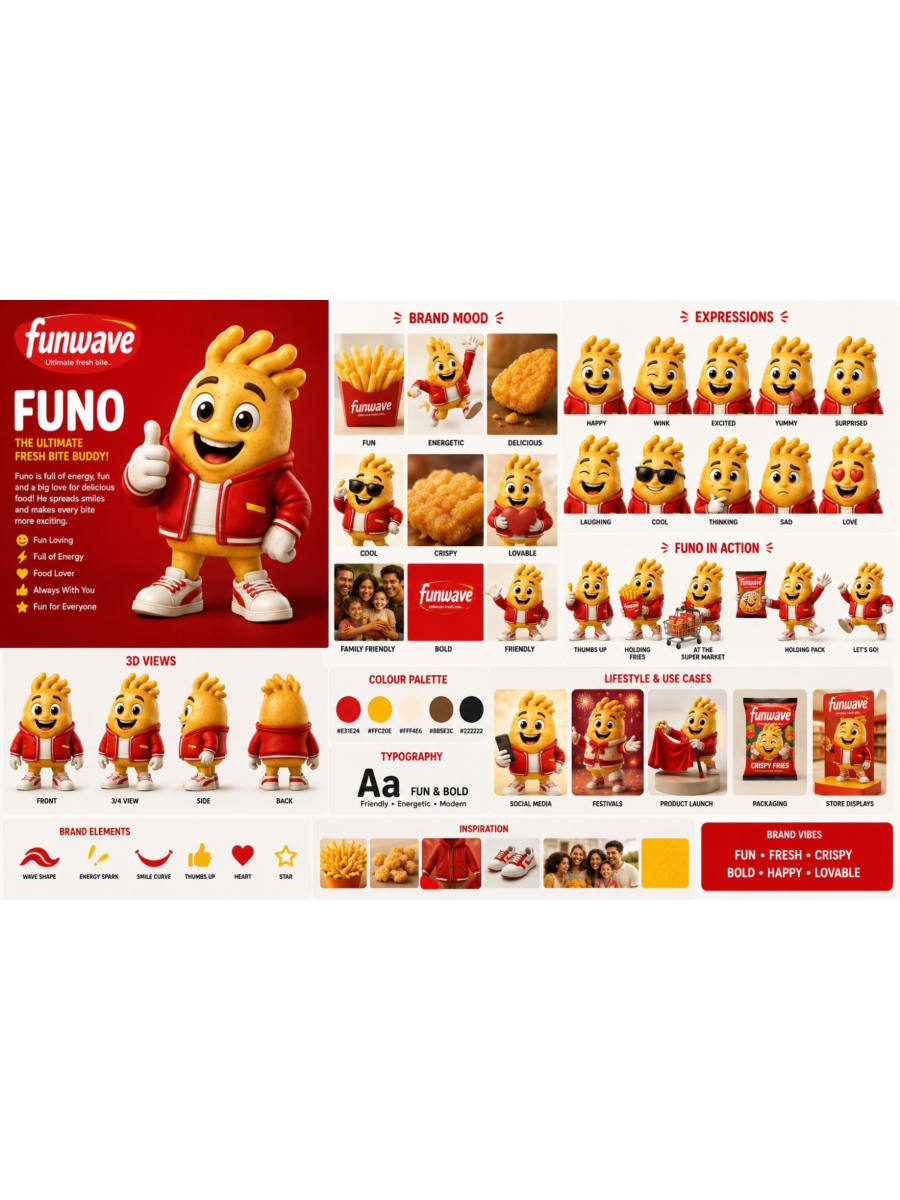 funwave
Ultimate fresh bite..
FUNO
THE ULTIMATE
FRESH BITE BUDDY!
Funo is full of energy, fun
and a big love for delicious
food! He spreads smiles
and makes every bite
more exciting.
Fun Loving
Full of Energy
Food Lover
Always With You
Fun for Everyone
BRAND MOOD
funwave
FUN
ENERGETIC
DELICIOUS
COOL
CRISPY
LOVABLE
funwave
Ultimate fresh bite..
FAMILY FRIENDLY
BOLD
FRIENDLY
EXPRESSIONS
HAPPY
WINK
EXCITED
YUMMY
SURPRISED
LAUGHING
COOL
THINKING
SAD
LOVE
FUNO IN ACTION
funwave
funwave
THUMBS UP
HOLDING
FRIES
AT THE
SUPER MARKET
HOLDING PACK
LET'S GO!
3D VIEWS
FRONT
3/4 VIEW
SIDE
BACK
COLOUR PALETTE
#E31E24
#FFC20E
#FFF4E6
#8B5E3C
#222222
TYPOGRAPHY
Aa
FUN & BOLD
Friendly • Energetic • Modern
LIFESTYLE & USE CASES
funwave
CRISPY FRIES
funwave
SOCIAL MEDIA
FESTIVALS
PRODUCT LAUNCH
PACKAGING
STORE DISPLAYS
BRAND ELEMENTS
WAVE SHAPE
ENERGY SPARK
SMILE CURVE
THUMBS UP
HEART
STAR
INSPIRATION
BRAND VIBES
FUN • FRESH • CRISPY
BOLD • HAPPY • LOVABLE